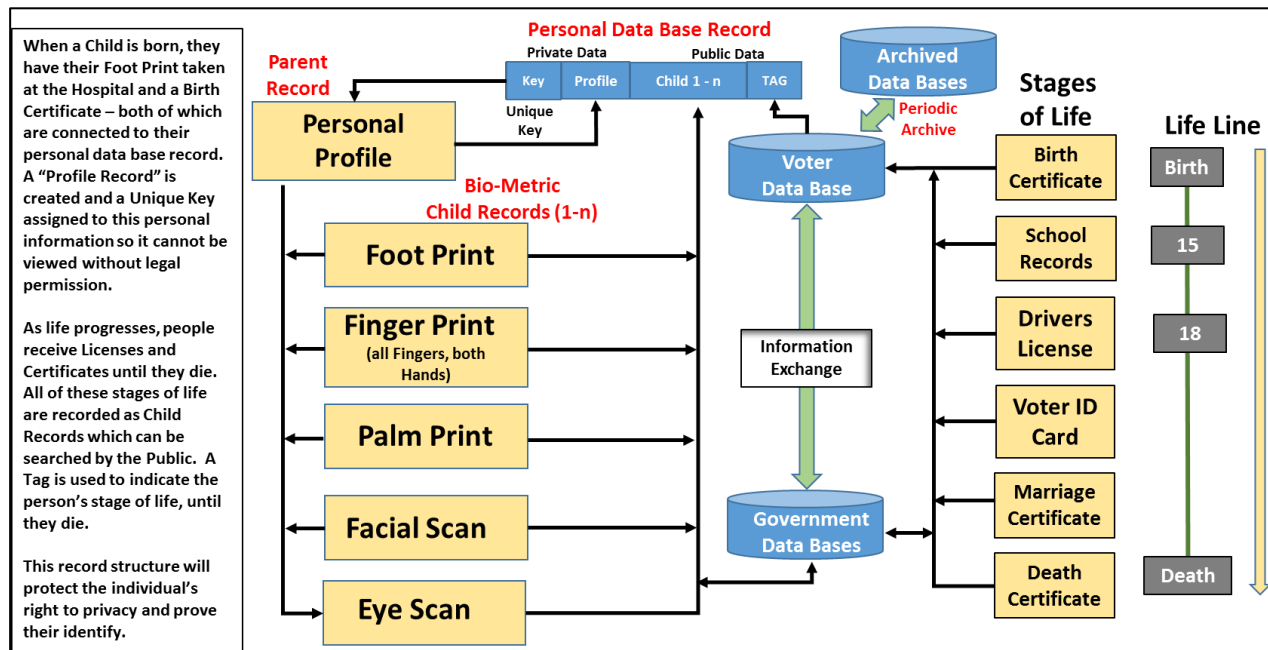 When a Child is born, they
have their Foot Print taken
at the Hospital and a Birth
Certificate – both of which
are connected to their
personal data base record.
A “Profile Record” is
created and a Unique Key
assigned to this personal
information so it cannot be
viewed without legal
permission.
As life progresses, people
receive Licenses and
Certificates until they die.
All of these stages of life
are recorded as Child
Records which can be
searched by the Public. A
Tag is used to indicate the
person’s stage of life, until
they die.
This record structure will
protect the individual’s
right to privacy and prove
their identify.
Personal Data Base Record
Private Data
Public Data
Key
Profile
Child 1 - n
TAG
Unique
Key
Parent
Record
Personal
Profile
Bio-Metric
Child Records (1-n)
Foot Print
Finger Print
(all Fingers, both
Hands)
Palm Print
Facial Scan
Eye Scan
Archived
Data Bases
Periodic
Archive
Voter
Data Base
Information
Exchange
Government
Data Bases
Stages
of Life
Birth
Certificate
School
Records
Drivers
License
Voter ID
Card
Marriage
Certificate
Death
Certificate
Life Line
Birth
15
18
Death